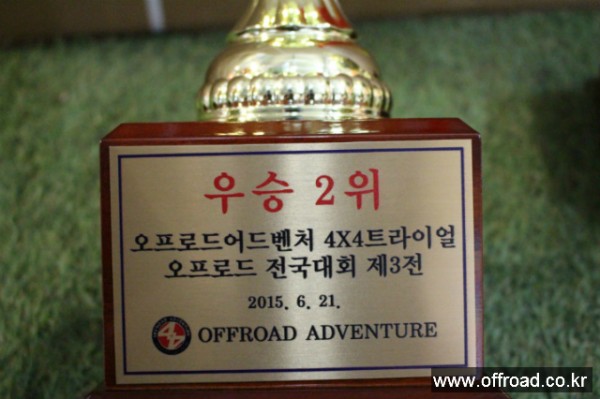 우승 2위
오프로드어드벤처 4X4트라이얼
오프로드 전국대회 제3전
2015. 6. 21.
OFFROAD ADVENTURE
www.offroad.co.kr